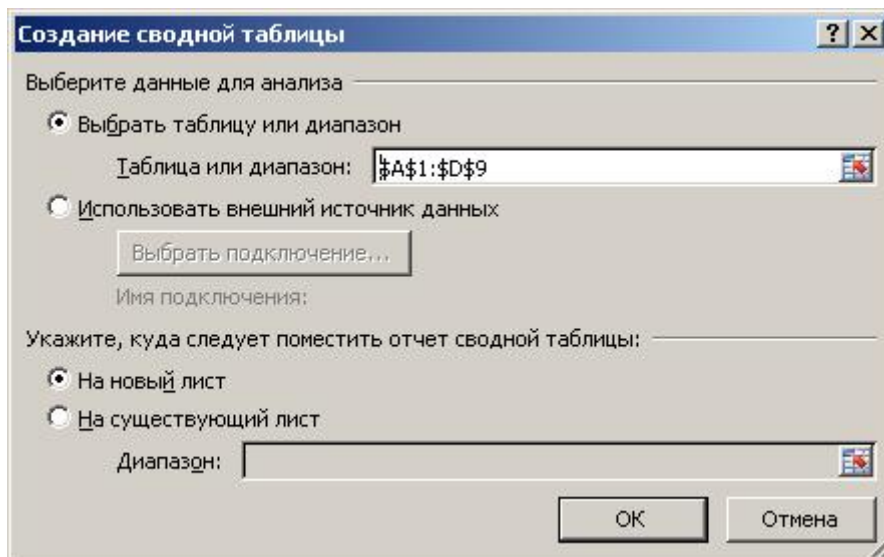 Создание сводной таблицы
Выберите данные для анализа
Выбрать таблицу или диапазон
Таблица или диапазон: $A$1:$D$9
Использовать внешний источник данных
Выбрать подключение...
Имя подключения:
Укажите, куда следует поместить отчет сводной таблицы:
На новый лист
На существующий лист
Диапазон:
ОК Отмена